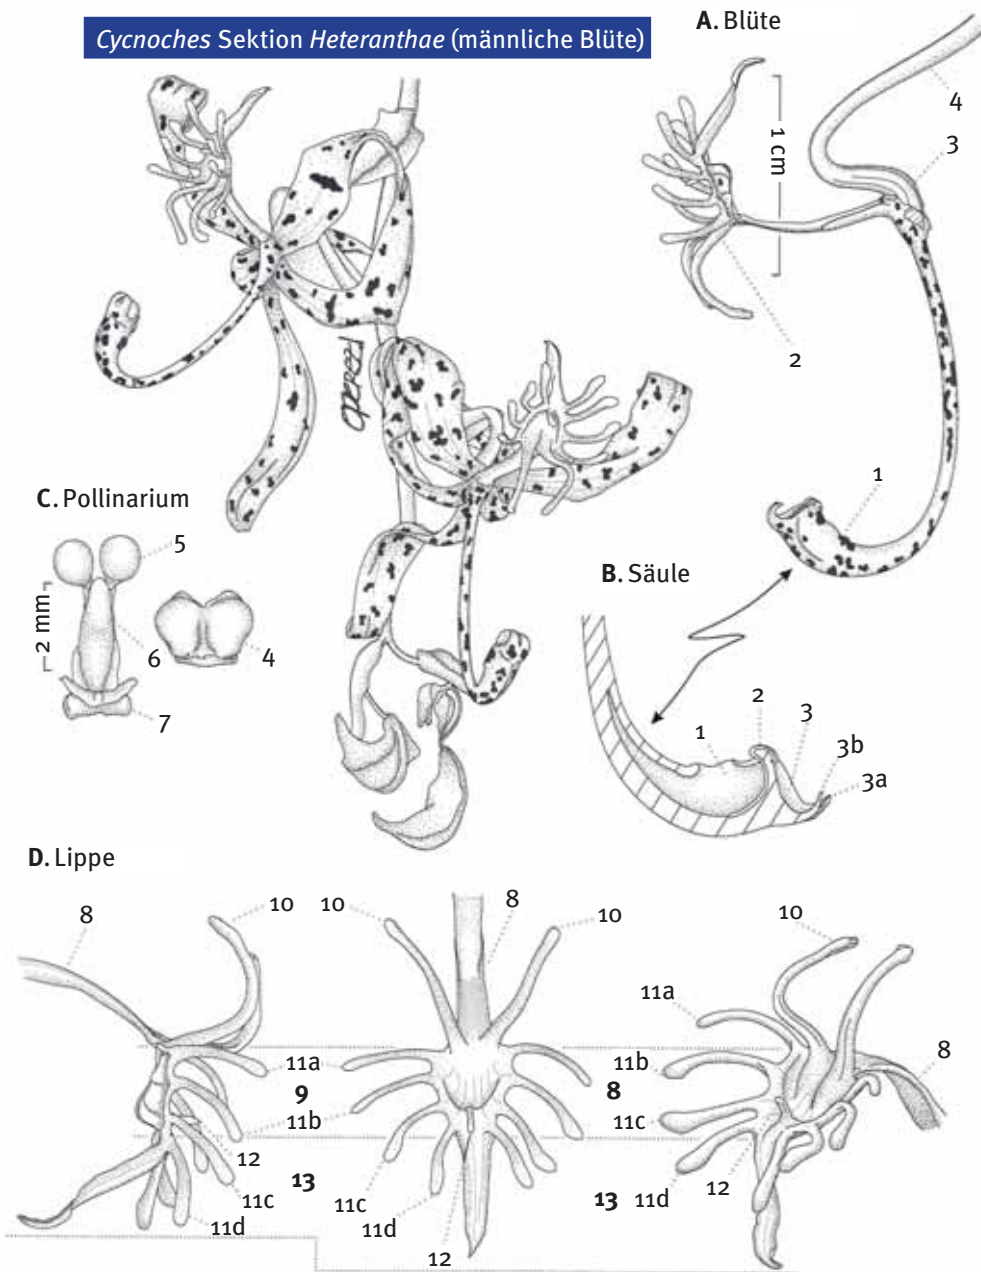 Cycnoches Sektion Heteranthae (männliche Blüte)
A. Blüte
4
3
1 cm
2
1
C. Pollinarium
5
2 mm
6
4
7
B. Säule
1
2
3
3b
3a
D. Lippe
8
10
10
8
10
10
11a
11a
11b
8
9
11b
8
11c
12
13
11c
11c
13
11d
12
11d
11d
12